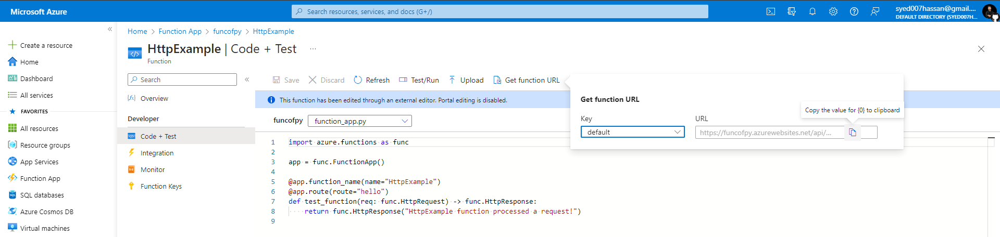 Microsoft Azure
Search resources, services, and docs (G+/)
syed007hassan@gmail....
DEFAULT DIRECTORY (SYED007H...
Home > Function App > funcofpy > HttpExample
Create a resource
Home
Dashboard
All services
FAVORITES
All resources
Resource groups
App Services
Function App
SQL databases
Azure Cosmos DB
Virtual machines
HttpExample | Code + Test ...
Function
Search
Overview
Developer
Code + Test
Integration
Monitor
Function Keys
Save Discard Refresh Test/Run Upload Get function URL
This function has been edited through an external editor. Portal editing is disabled.
funcofpy function_app.py
1 import azure.functions as func
2
3 app = func.FunctionApp()
4
5 @app.function_name(name="HttpExample")
6 @app.route(route="hello")
7 def test_function(req: func.HttpRequest) -> func.HttpResponse:
8     return func.HttpResponse("HttpExample function processed a request!")
9
Get function URL
Copy the value for {0} to clipboard
Key URL
default https://funcofpy.azurewebsites.net/api/...